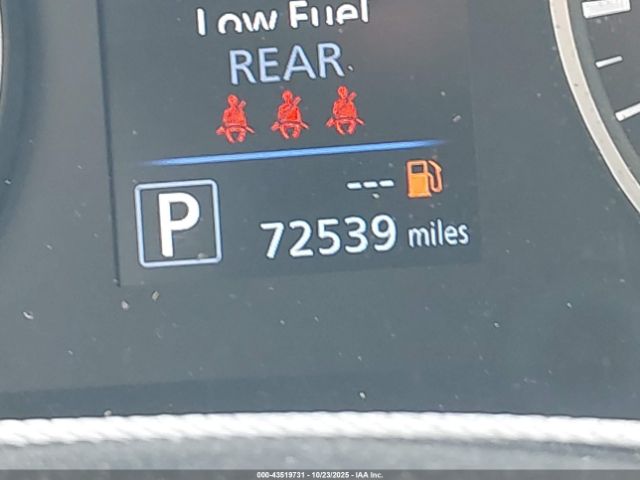 Low Fuel
REAR
---
P
72539 miles
000-43519731 - 10/23/2025 - IAA Inc.